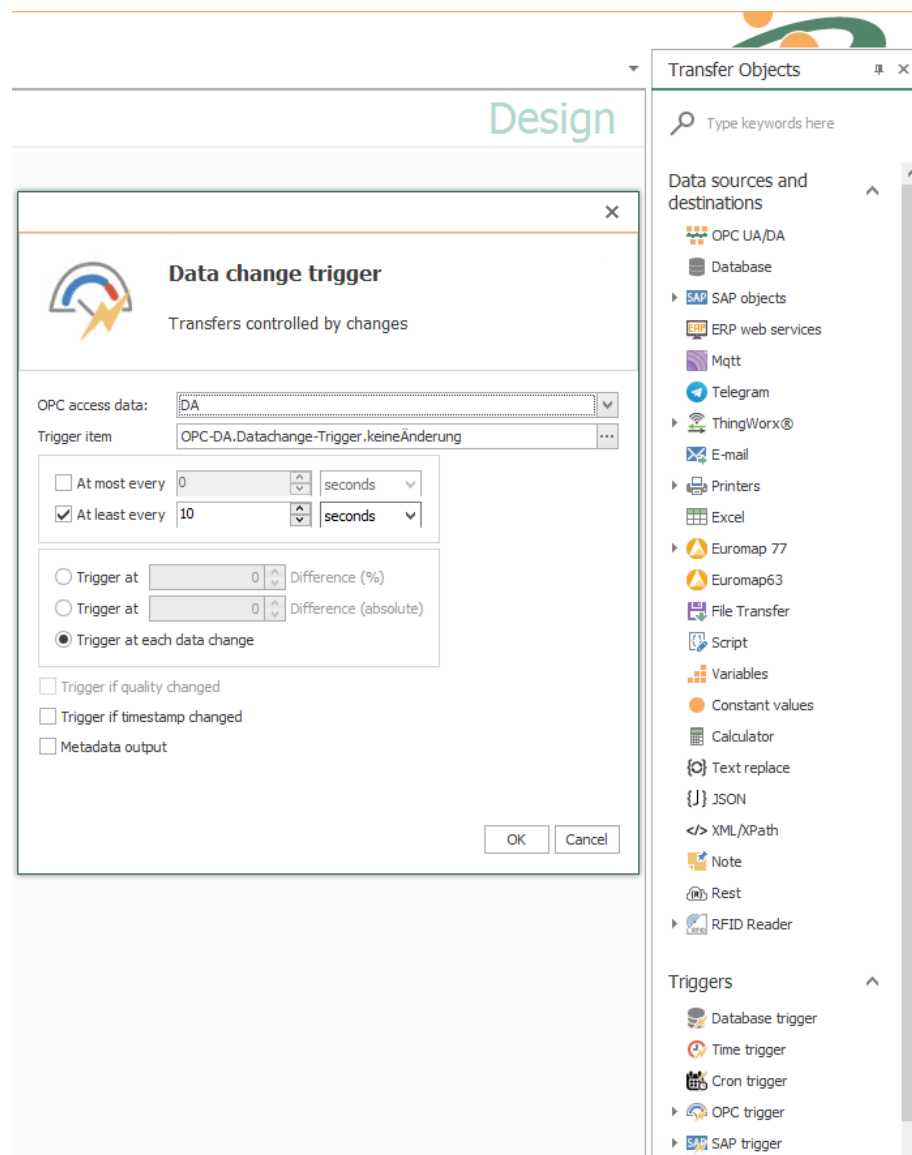 Design
Data change trigger
Transfers controlled by changes
OPC access data: DA
Trigger item OPC-DA.Datachange-Trigger.keineÄnderung
At most every 0 seconds
At least every 10 seconds
Trigger at 0 Difference (%)
Trigger at 0 Difference (absolute)
Trigger at each data change
Trigger if quality changed
Trigger if timestamp changed
Metadata output
OK Cancel
Transfer Objects
Type keywords here
Data sources and
destinations
OPC UA/DA
Database
SAP SAP objects
ERP ERP web services
Mqtt
Telegram
ThingWorx®
E-mail
Printers
Excel
Euromap 77
Euromap63
File Transfer
Script
Variables
Constant values
Calculator
Text replace
{J} JSON
</> XML/XPath
Note
Rest
RFID RFID Reader
Triggers
Database trigger
Time trigger
Cron trigger
OPC trigger
SAP SAP trigger